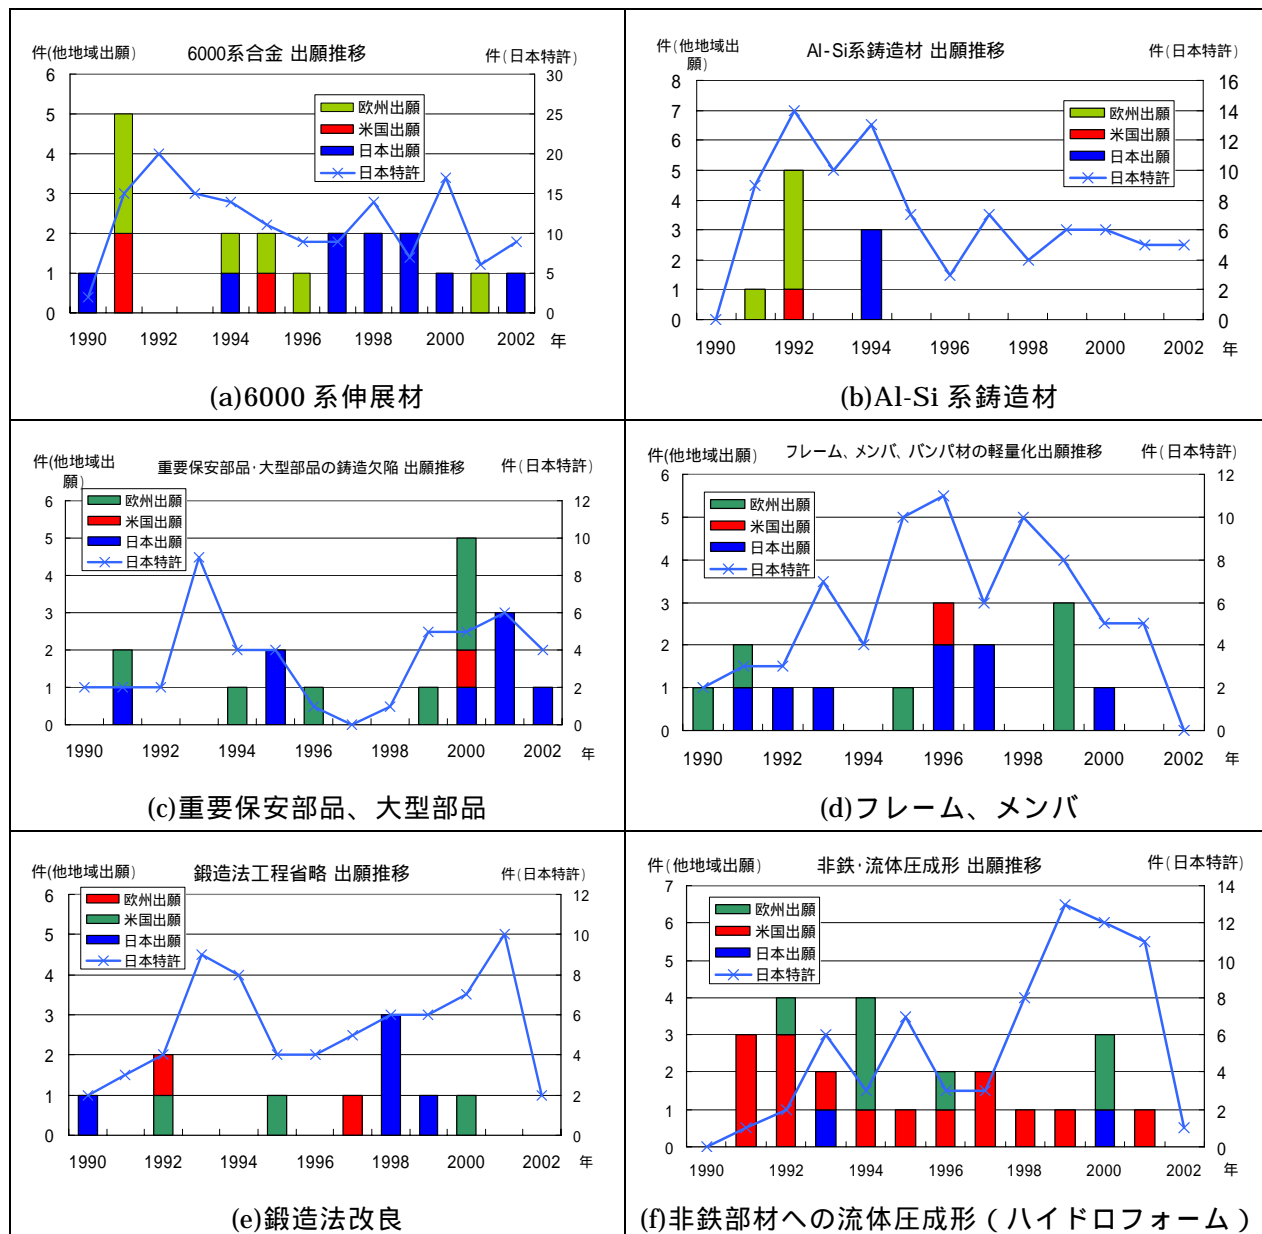 6000系合金 出願推移
件(他地域出願)
件(日本特許)
6
5
4
3
2
1
0
30
25
20
15
10
5
0
欧州出願
米国出願
日本出願
日本特許
1990 1992 1994 1996 1998 2000 2002 年
(a)6000 系伸展材
Al-Si系鋳造材 出願推移
件(他地域出
願)
件(日本特許)
8
7
6
5
4
3
2
1
0
16
14
12
10
8
6
4
2
0
欧州出願
米国出願
日本出願
日本特許
1990 1992 1994 1996 1998 2000 2002 年
(b)Al-Si 系鋳造材
重要保安部品・大型部品の鋳造欠陥 出願推移
件(他地域出
願)
件(日本特許)
6
5
4
3
2
1
0
12
10
8
6
4
2
0
欧州出願
米国出願
日本出願
日本特許
1990 1992 1994 1996 1998 2000 2002 年
(c)重要保安部品、大型部品
フレーム、メンバ、バンパ材の軽量化出願推移
件(他地域出願)
件(日本特許)
6
5
4
3
2
1
0
12
10
8
6
4
2
0
欧州出願
米国出願
日本出願
日本特許
1990 1992 1994 1996 1998 2000 2002 年
(d)フレーム、メンバ
鍛造法工程省略 出願推移
件(他地域出願)
件(日本特許)
6
5
4
3
2
1
0
12
10
8
6
4
2
0
欧州出願
米国出願
日本出願
日本特許
1990 1992 1994 1996 1998 2000 2002 年
(e)鍛造法改良
非鉄・流体圧成形 出願推移
件(他地域出願)
件(日本特許)
7
6
5
4
3
2
1
0
14
12
10
8
6
4
2
0
欧州出願
米国出願
日本出願
日本特許
1990 1992 1994 1996 1998 2000 2002 年
(f)非鉄部材への流体圧成形（ハイドロフォーム）